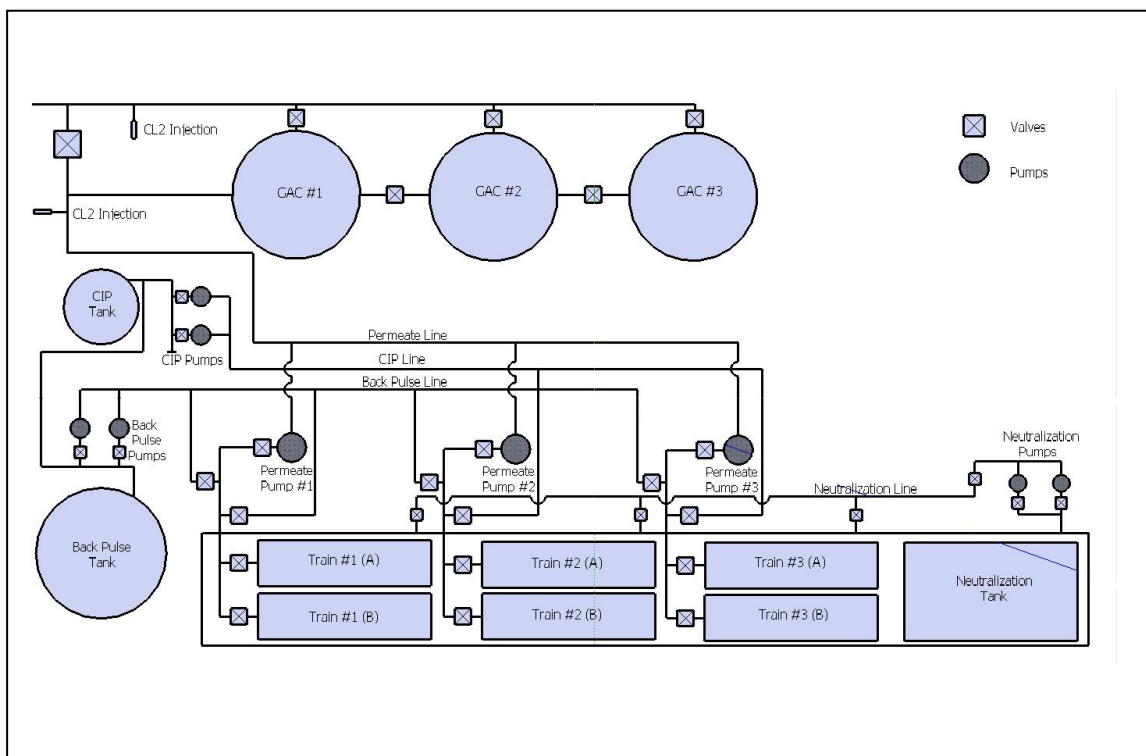 CL2 Injection
Valves
GAC #1
GAC #2
GAC #3
Pumps
CL2 Injection
CIP
Tank
Permeate Line
CIP Pumps
CIP Line
Back Pulse Line
Back
Pulse
Pumps
Permeate
Pump #1
Permeate
Pump #2
Permeate
Pump #3
Neutralization
Pumps
Neutralization Line
Back Pulse
Tank
Train #1 (A)
Train #2 (A)
Train #3 (A)
Neutralization
Tank
Train #1 (B)
Train #2 (B)
Train #3 (B)